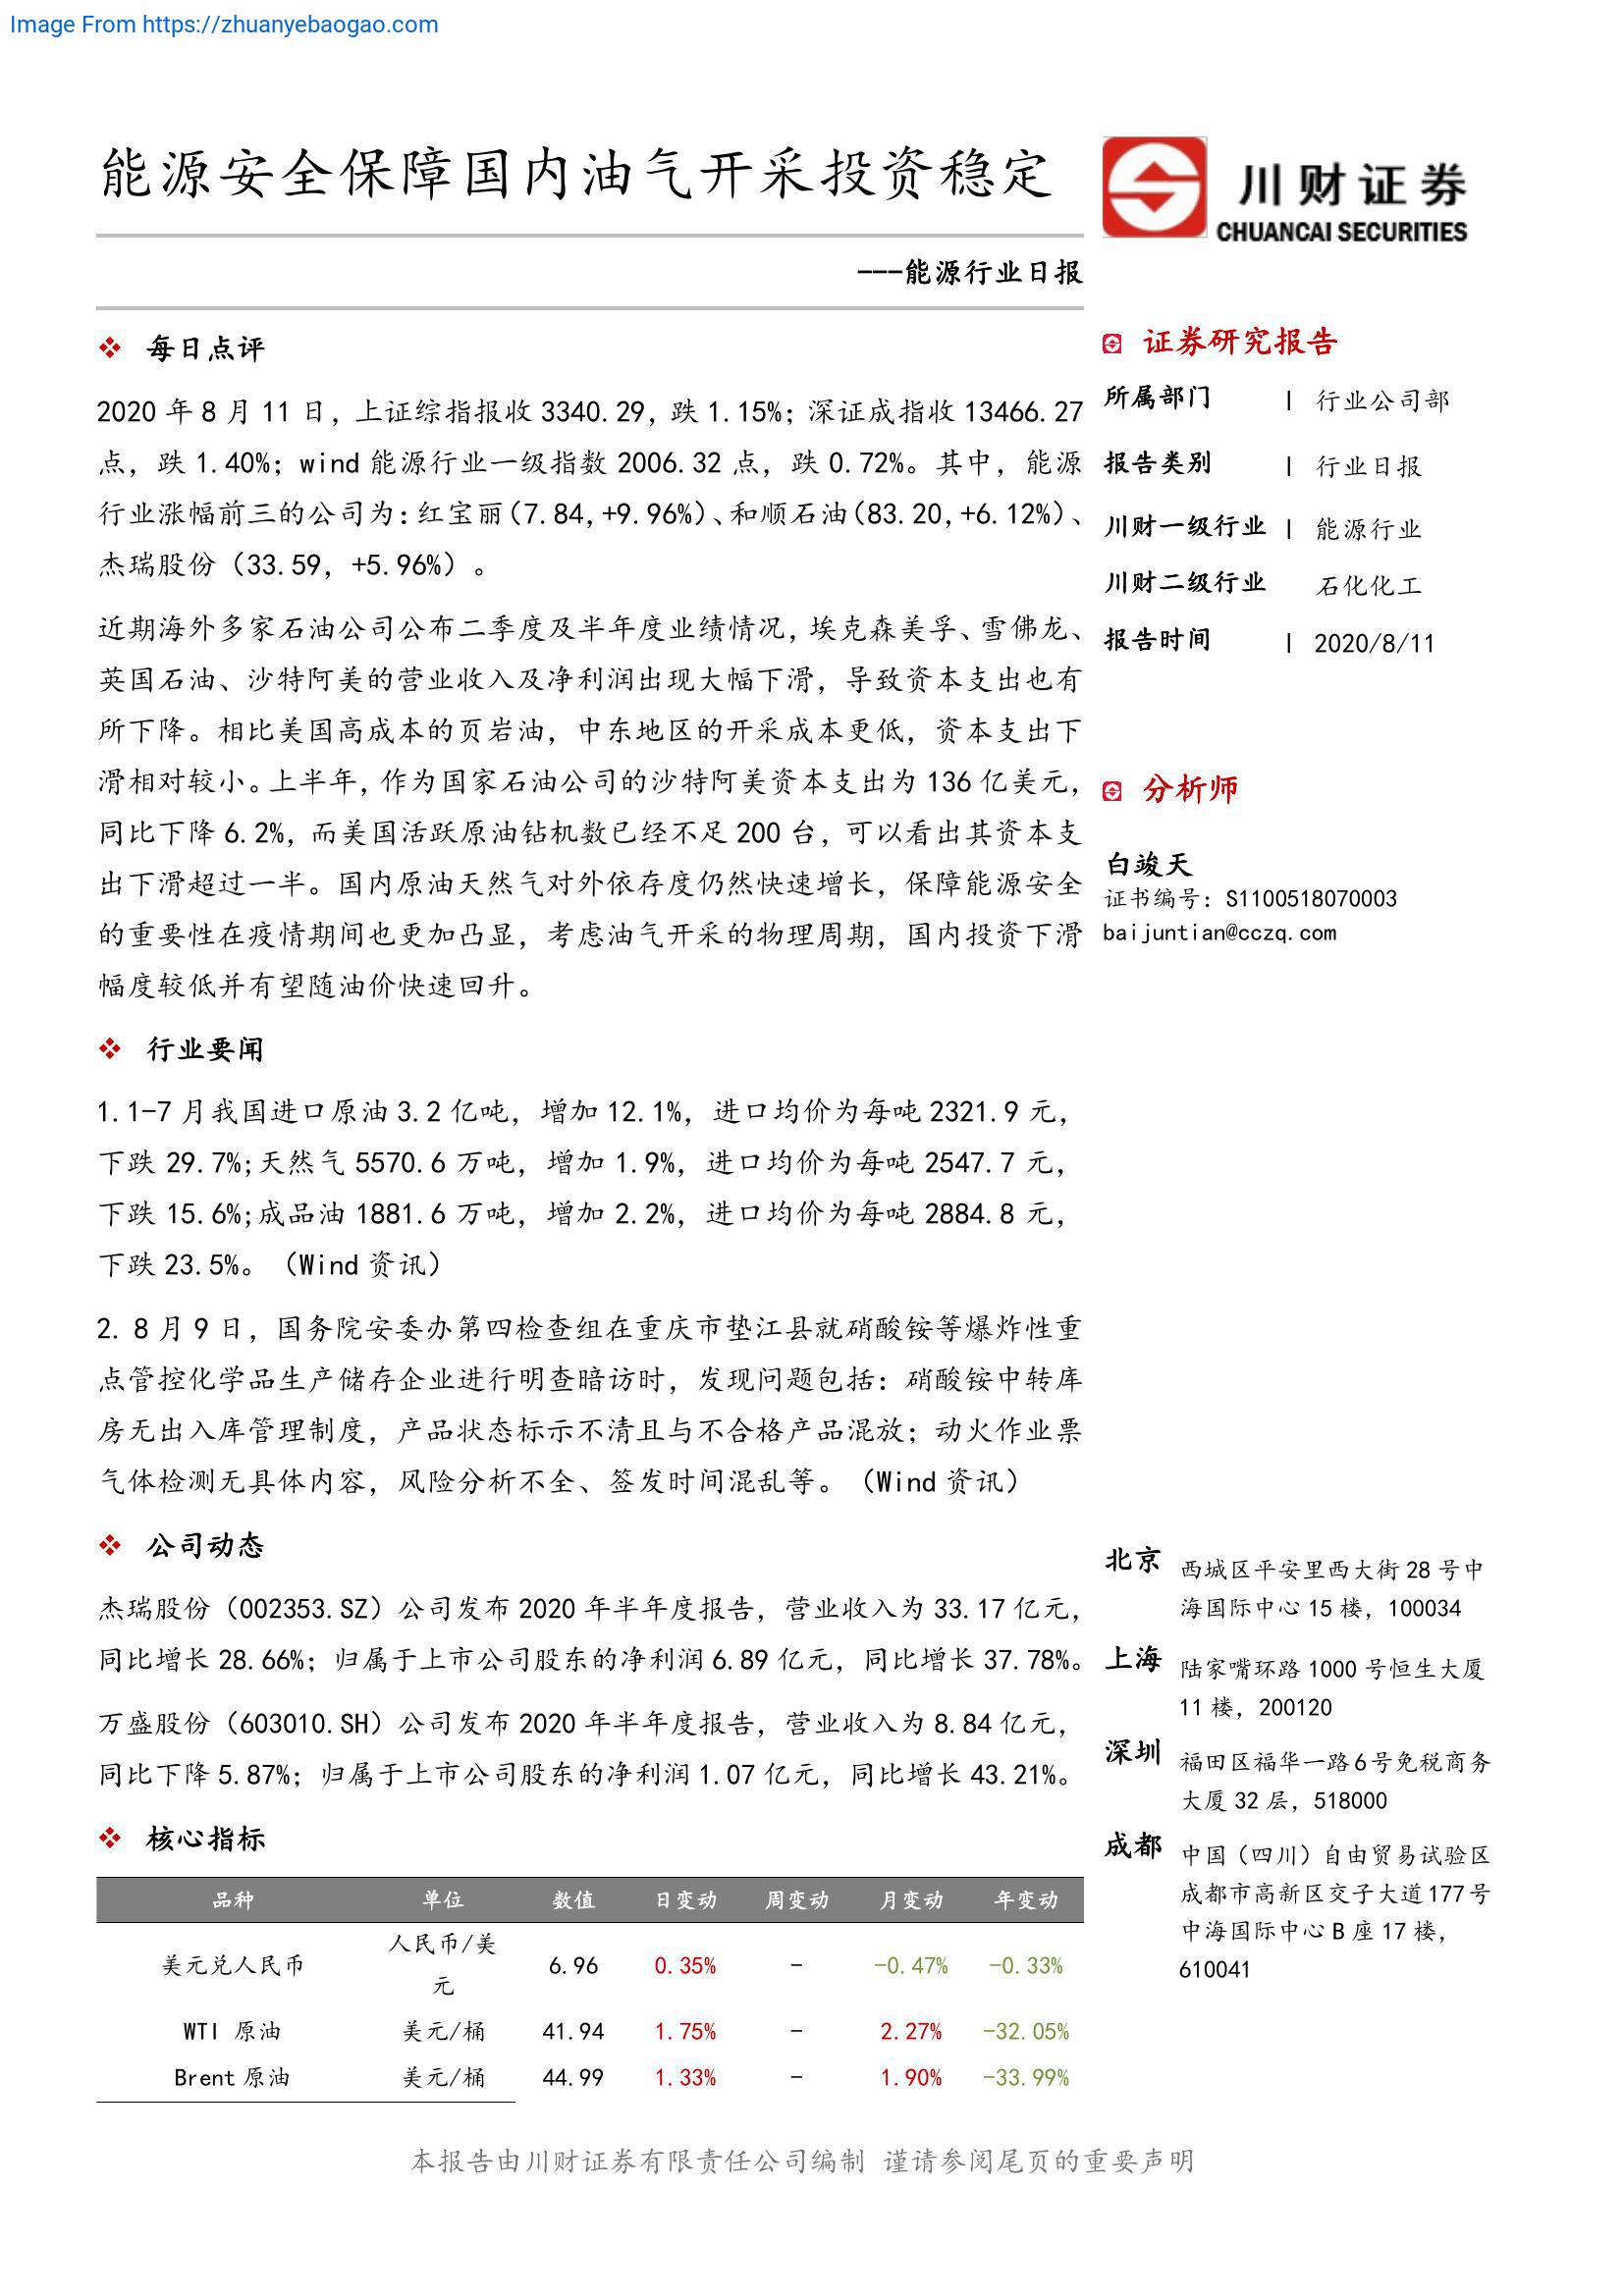 Image From https://zhuanyebaogao.com
能源安全保障国内油气开采投资稳定
川财证券
CHUANCAI SECURITIES
---能源行业日报
每日点评
2020 年 8 月 11 日，上证综指报收 3340.29，跌 1.15%；深证成指收 13466.27
点，跌 1.40%；wind 能源行业一级指数 2006.32 点，跌 0.72%。其中，能源
行业涨幅前三的公司为：红宝丽（7.84,+9.96%）、和顺石油（83.20,+6.12%）、
杰瑞股份（33.59, +5.96%）。
近期海外多家石油公司公布二季度及半年度业绩情况，埃克森美孚、雪佛龙、
英国石油、沙特阿美的营业收入及净利润出现大幅下滑，导致资本支出也有
所下降。相比美国高成本的页岩油，中东地区的开采成本更低，资本支出下
滑相对较小。上半年，作为国家石油公司的沙特阿美资本支出为 136 亿美元，
同比下降 6.2%，而美国活跃原油钻机数已经不足 200 台，可以看出其资本支
出下滑超过一半。国内原油天然气对外依存度仍然快速增长，保障能源安全
的重要性在疫情期间也更加凸显，考虑油气开采的物理周期，国内投资下滑
幅度较低并有望随油价快速回升。
行业要闻
1.1-7 月我国进口原油 3.2 亿吨，增加 12.1%，进口均价为每吨 2321.9 元，
下跌 29.7%;天然气 5570.6 万吨，增加 1.9%，进口均价为每吨 2547.7 元，
下跌 15.6%;成品油 1881.6 万吨，增加 2.2%，进口均价为每吨 2884.8 元，
下跌 23.5%。（Wind 资讯）
2. 8 月 9 日，国务院安委办第四检查组在重庆市垫江县就硝酸铵等爆炸性重
点管控化学品生产储存企业进行明查暗访时，发现问题包括：硝酸铵中转库
房无出入库管理制度，产品状态标示不清且与不合格产品混放；动火作业票
气体检测无具体内容，风险分析不全、签发时间混乱等。（Wind 资讯）
公司动态
杰瑞股份（002353.SZ）公司发布 2020 年半年度报告，营业收入为 33.17 亿元，
同比增长 28.66%；归属于上市公司股东的净利润 6.89 亿元，同比增长 37.78%。
万盛股份（603010.SH）公司发布 2020 年半年度报告，营业收入为 8.84 亿元，
同比下降 5.87%；归属于上市公司股东的净利润 1.07 亿元，同比增长 43.21%。
核心指标
品种 单位 数值 日变动 周变动 月变动 年变动
美元兑人民币 人民币/美元 6.96 0.35% - -0.47% -0.33%
WTI 原油 美元/桶 41.94 1.75% - 2.27% -32.05%
Brent 原油 美元/桶 44.99 1.33% - 1.90% -33.99%
证券研究报告
所属部门 | 行业公司部
报告类别 | 行业日报
川财一级行业 | 能源行业
川财二级行业 石化化工
报告时间 | 2020/8/11
分析师
白竣天
证书编号：S1100518070003
baijuntian@cczq.com
北京 西城区平安里西大街 28 号中
海国际中心 15 楼，100034
上海 陆家嘴环路 1000 号恒生大厦
11 楼，200120
深圳 福田区福华一路 6 号免税商务
大厦 32 层，518000
成都 中国（四川）自由贸易试验区
成都市高新区交子大道 177 号
中海国际中心 B 座 17 楼，
610041
本报告由川财证券有限责任公司编制 谨请参阅尾页的重要声明